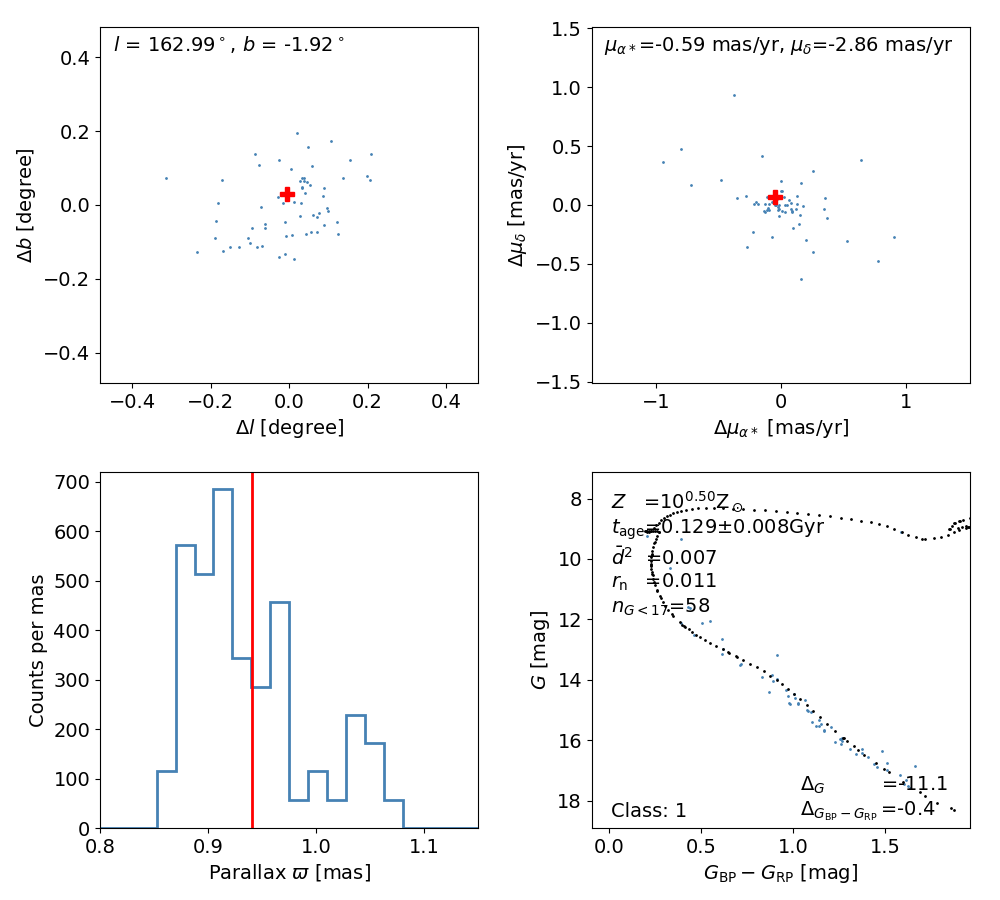 l = 162.99°, b = -1.92°
0.4
0.2
0.0
−0.2
−0.4
Δb [degree]
−0.4 −0.2 0.0 0.2 0.4
Δl [degree]
μα*=-0.59 mas/yr, μδ=-2.86 mas/yr
1.5
1.0
0.5
0.0
−0.5
−1.0
−1.5
Δμδ [mas/yr]
−1 0 1
Δμα* [mas/yr]
700
600
500
400
300
200
100
0
Counts per mas
0.8 0.9 1.0 1.1
Parallax ϖ [mas]
Z =10^0.50 Z⊙
t_age=0.129±0.008Gyr
d̄² =0.007
r_n =0.011
n_G<17=58
8
10
12
14
16
18
G [mag]
Δ_G =-11.1
Δ_GBP−GRP =-0.4
Class: 1
0.0 0.5 1.0 1.5
G_BP − G_RP [mag]